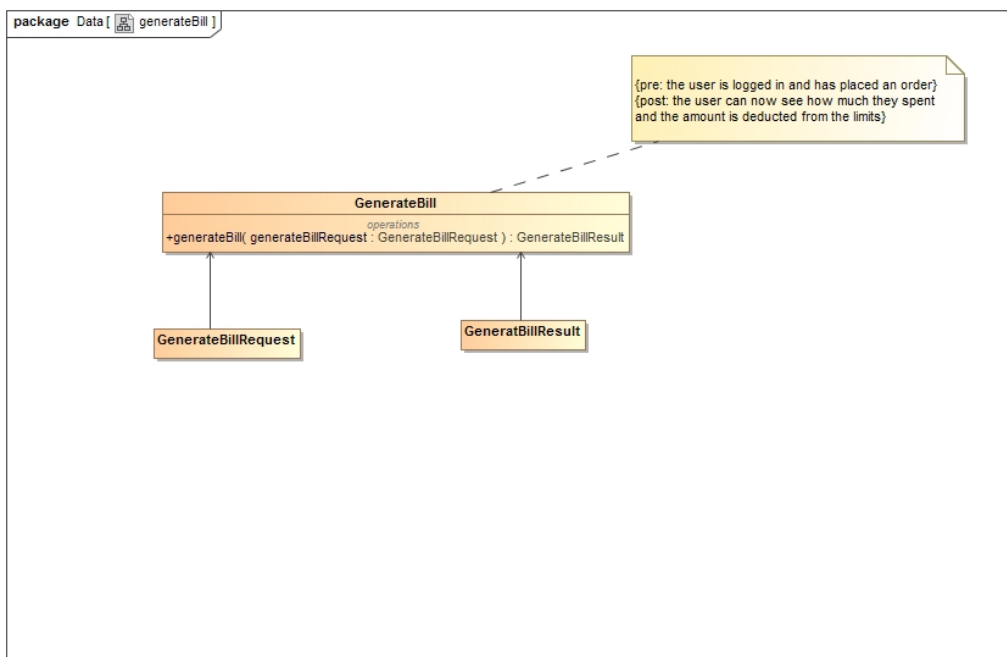 package Data [ generateBill ]
{pre: the user is logged in and has placed an order}
{post: the user can now see how much they spent
and the amount is deducted from the limits}
GenerateBill
operations
+generateBill( generateBillRequest : GenerateBillRequest ) : GenerateBillResult
GenerateBillRequest
GeneratBillResult